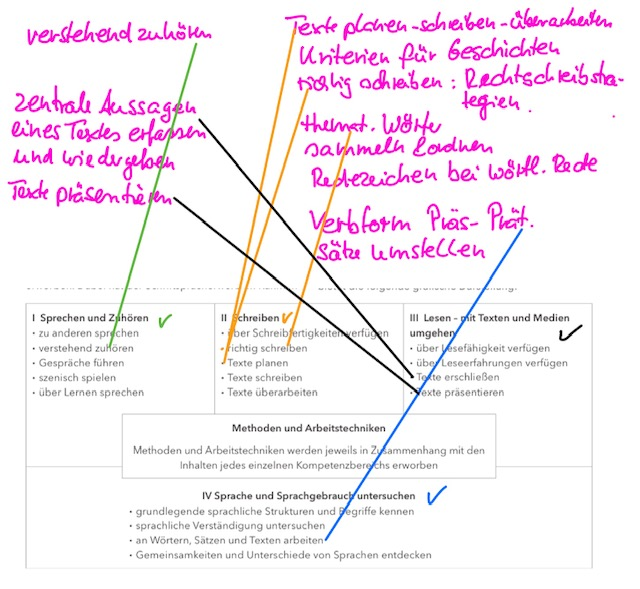 verstehend zuhören
zentrale Aussagen
eines Textes erfassen
und wiedergeben
Texte präsentieren
Texte planen-schreiben-überarbeiten
Kriterien für Geschichten
richtig schreiben: Rechtschreibstra-
tegien.
themat. Wörter
sammeln & ordnen
Redezeichen bei wörtl. Rede
Verbform Präs- Prät.
Sätze umstellen
I Sprechen und Zuhören
• zu anderen sprechen
• verstehend zuhören
• Gespräche führen
• szenisch spielen
• über Lernen sprechen
II Schreiben
• über Schreibfertigkeiten verfügen
• richtig schreiben
• Texte planen
• Texte schreiben
• Texte überarbeiten
III Lesen – mit Texten und Medien
umgehen
• über Lesefähigkeit verfügen
• über Leseerfahrungen verfügen
• Texte erschließen
• Texte präsentieren
Methoden und Arbeitstechniken
Methoden und Arbeitstechniken werden jeweils in Zusammenhang mit den
Inhalten jedes einzelnen Kompetenzbereichs erworben
IV Sprache und Sprachgebrauch untersuchen
• grundlegende sprachliche Strukturen und Begriffe kennen
• sprachliche Verständigung untersuchen
• an Wörtern, Sätzen und Texten arbeiten
• Gemeinsamkeiten und Unterschiede von Sprachen entdecken